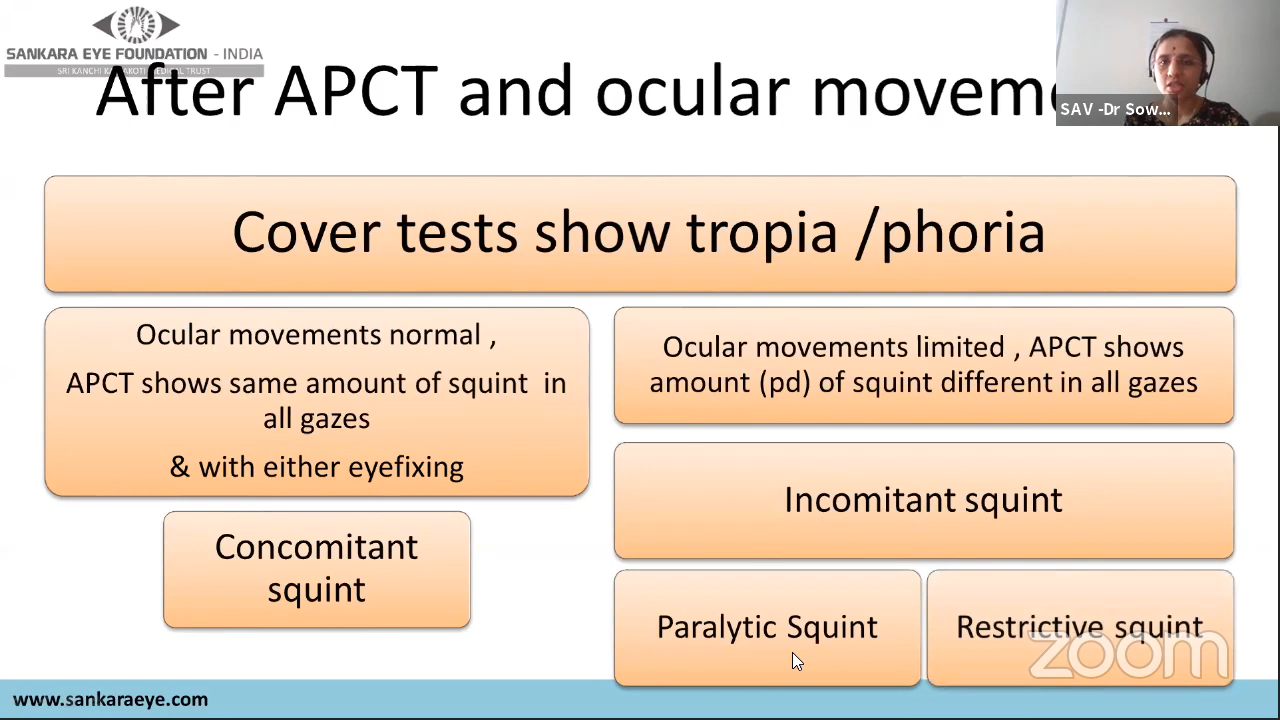 SANKARA EYE FOUNDATION - INDIA
After APCT and ocular movem
SAV -Dr Sow...
Cover tests show tropia /phoria
Ocular movements normal ,
APCT shows same amount of squint in
all gazes
& with either eyefixing
Ocular movements limited , APCT shows
amount (pd) of squint different in all gazes
Concomitant
squint
Incomitant squint
Paralytic Squint
Restrictive squint
zoom
www.sankaraeye.com